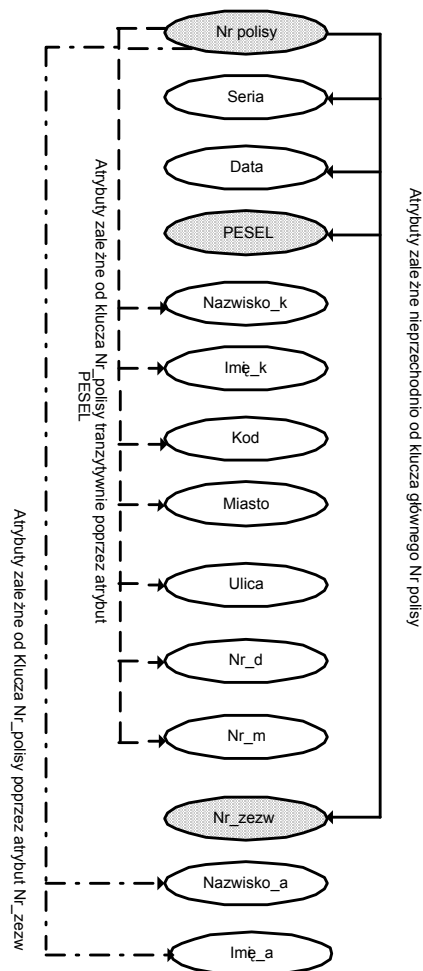 Nr polisy
Seria
Data
PESEL
Nazwisko_k
Imę_k
Kod
Miasto
Ulica
Nr_d
Nr_m
Nr_zezw
Nazwisko_a
Imę_a
Atrybuty zależne nieprzechodnio od klucza głównego Nr polisy
Atrybuty zależne od klucza Nr_polisy tranzytywnie poprzez atrybut
PESEL
Atrybuty zależne od Klucza Nr_polisy poprzez atrybut Nr_zezw